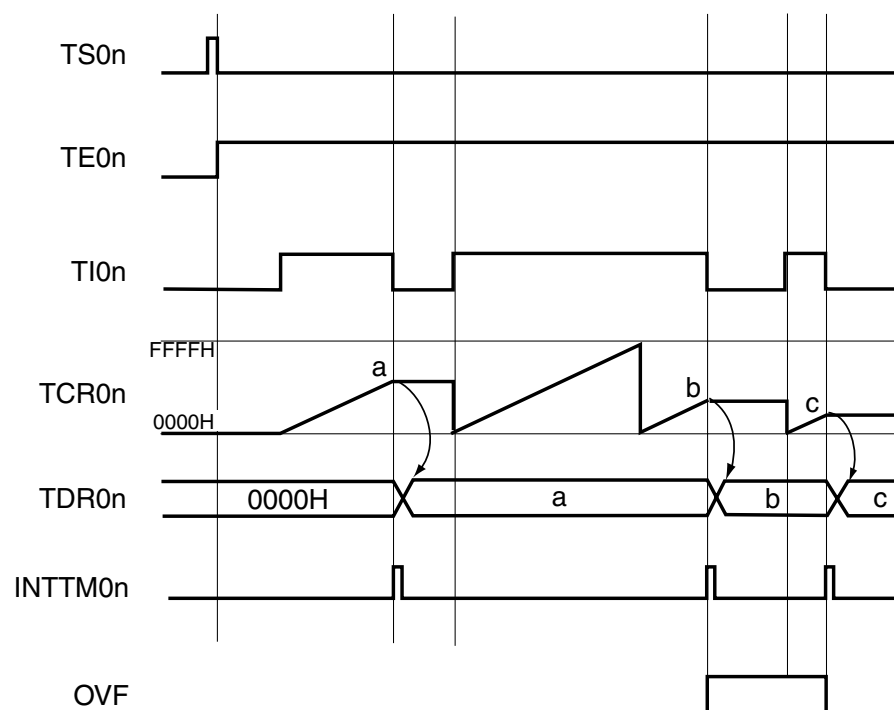 TS0n
TE0n
TI0n
FFFFH
TCR0n
0000H
a
b
c
TDR0n
0000H
a
b
c
INTTM0n
OVF